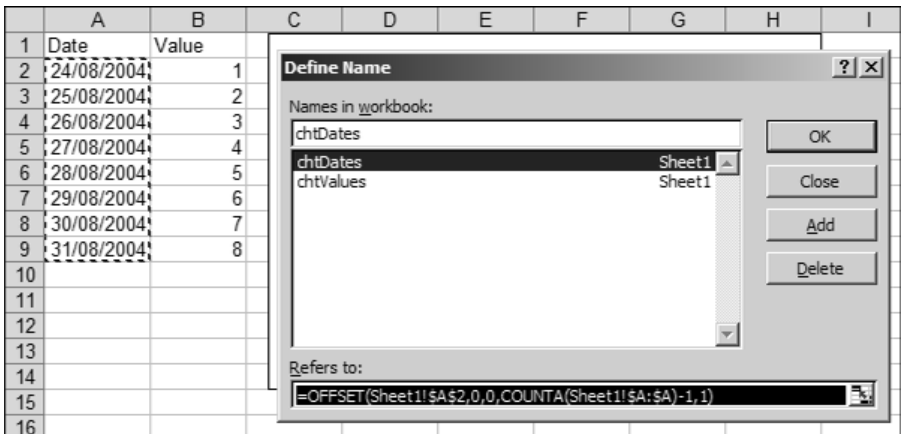 A B C D E F G H I
1 Date Value
2 24/08/2004 1
3 25/08/2004 2
4 26/08/2004 3
5 27/08/2004 4
6 28/08/2004 5
7 29/08/2004 6
8 30/08/2004 7
9 31/08/2004 8
10
11
12
13
14
15
16
Define Name
Names in workbook:
chtDates
chtDates Sheet1
chtValues Sheet1
OK
Close
Add
Delete
Refers to:
=OFFSET(Sheet1!$A$2,0,0,COUNTA(Sheet1!$A:$A)-1,1)